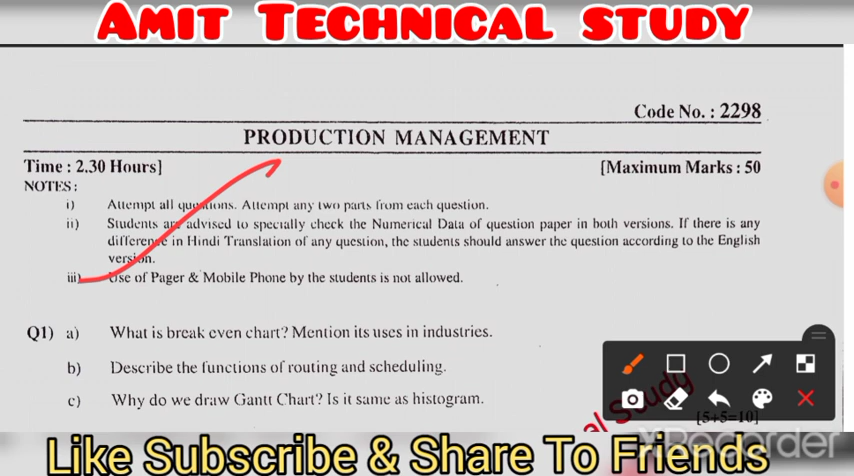 AMIT TECHNICAL STUDY
Code No. : 2298
PRODUCTION MANAGEMENT
Time : 2.30 Hours] [Maximum Marks : 50
NOTES :
i) Attempt all questions. Attempt any two parts from each question.
ii) Students are advised to specially check the Numerical Data of question paper in both versions. If there is any
difference in Hindi Translation of any question, the students should answer the question according to the English
version.
iii) Use of Pager & Mobile Phone by the students is not allowed.
Q1) a) What is break even chart? Mention its uses in industries.
b) Describe the functions of routing and scheduling.
c) Why do we draw Gantt Chart? Is it same as histogram.
al Study
[5+5=10]
XRecorder
Like Subscribe & Share To Friends